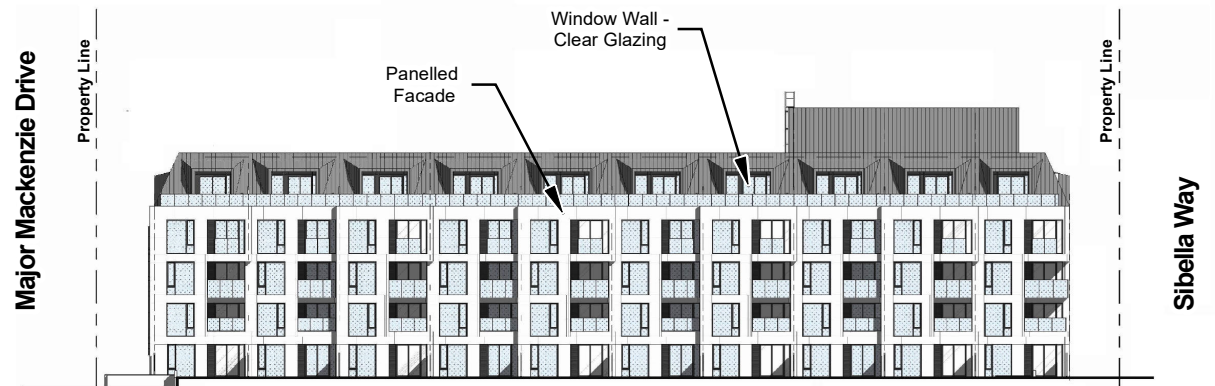 Major Mackenzie Drive
Property Line
Panelled
Facade
Window Wall -
Clear Glazing
Property Line
Sibella Way